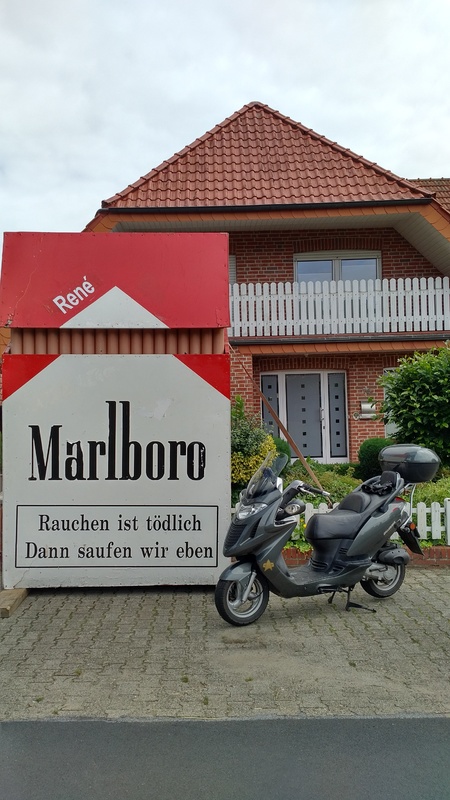 René
Marlboro
Rauchen ist tödlich
Dann saufen wir eben